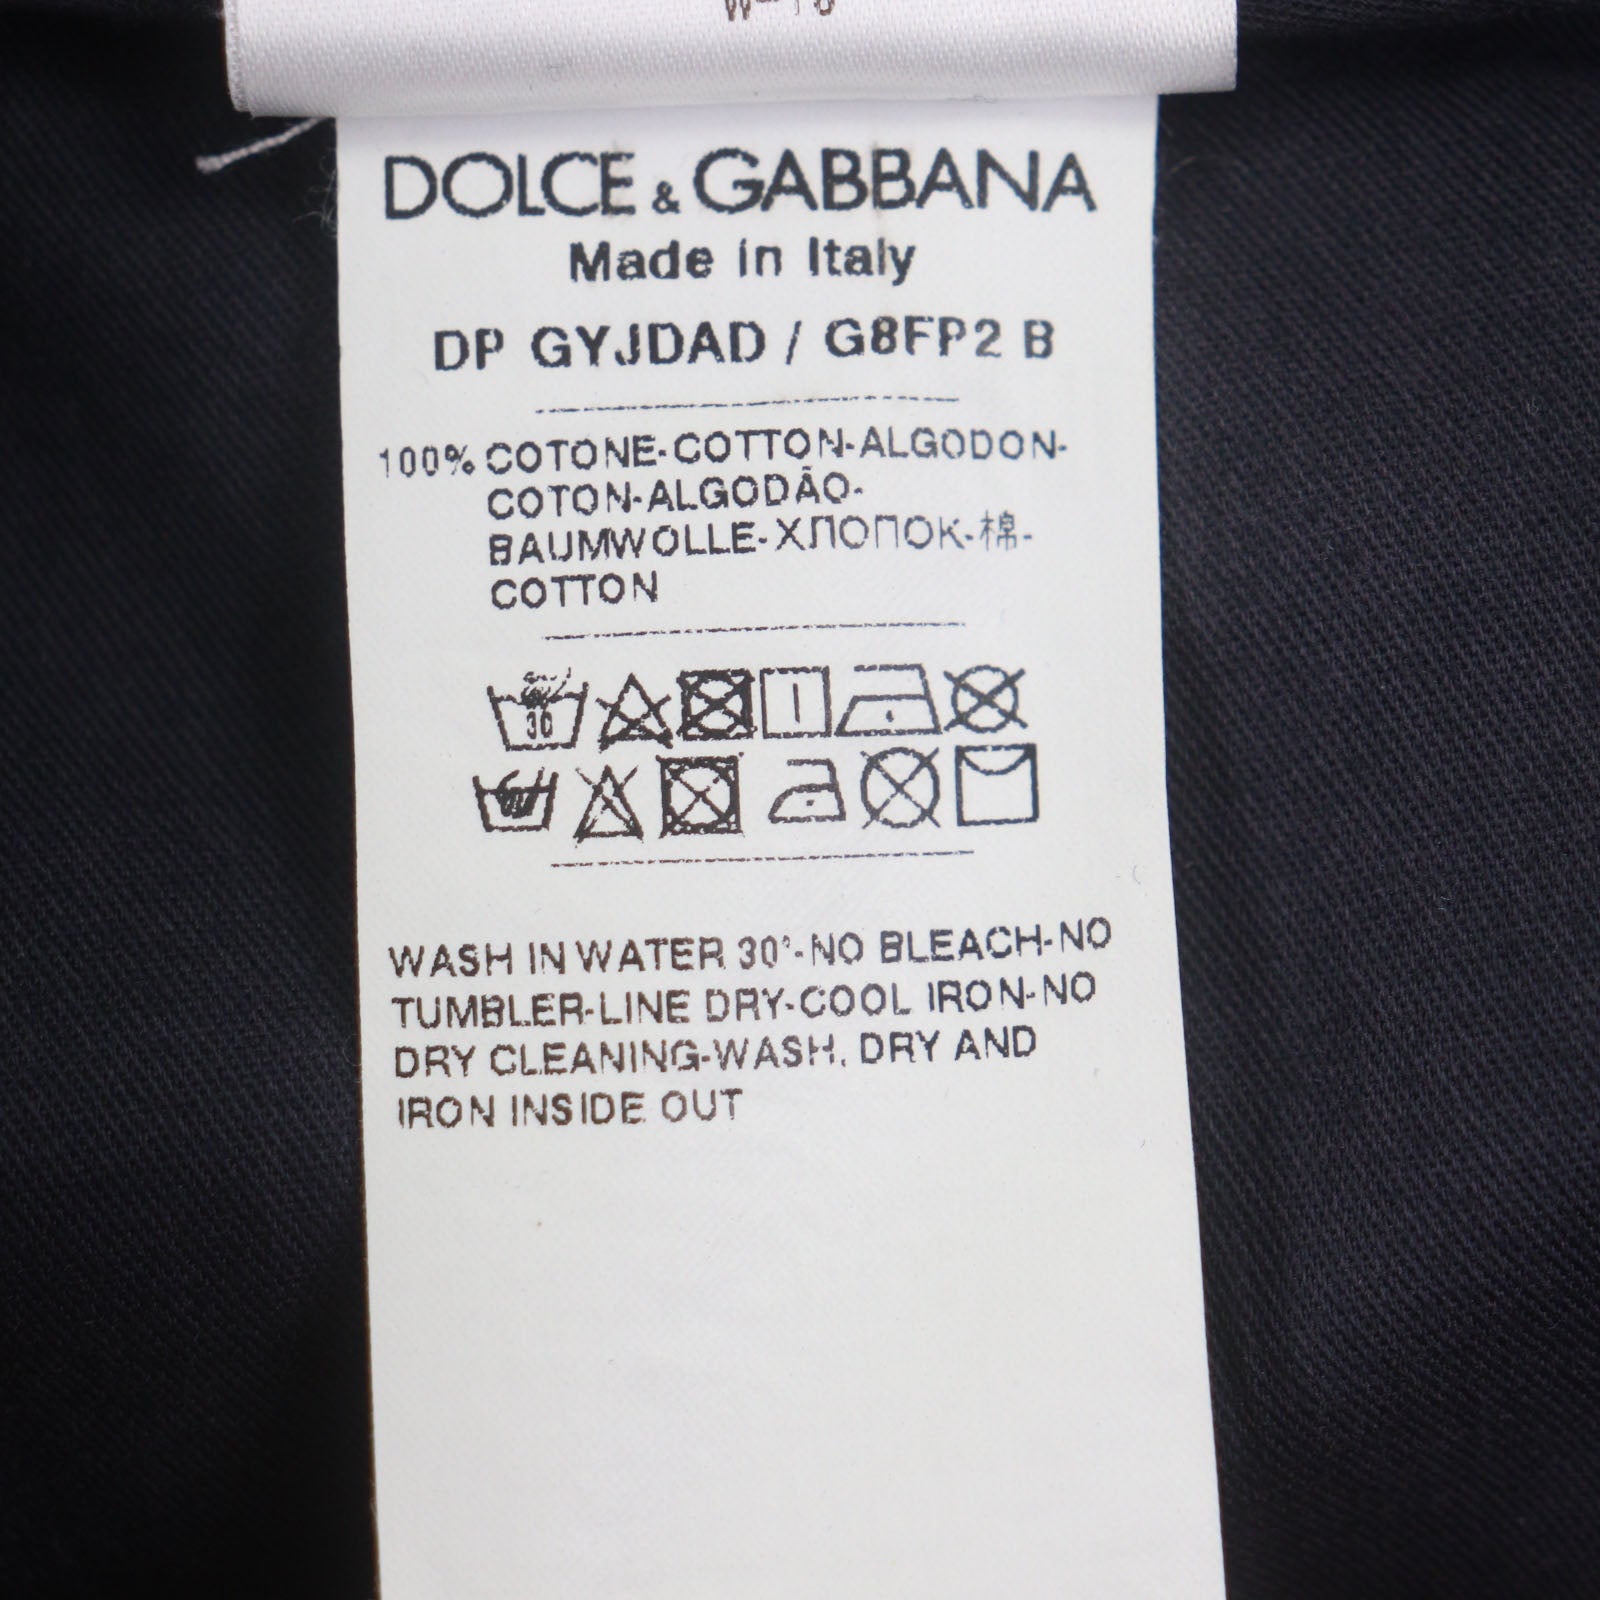 DOLCE & GABBANA
Made in Italy
DP GYJDAD / G8FP2 B
100% COTONE-COTTON-ALGODON-
COTON-ALGODÃO-
BAUMWOLLE-ХЛОПОК-棉-
COTTON
30
WASH IN WATER 30°-NO BLEACH-NO
TUMBLER-LINE DRY-COOL IRON-NO
DRY CLEANING-WASH, DRY AND
IRON INSIDE OUT